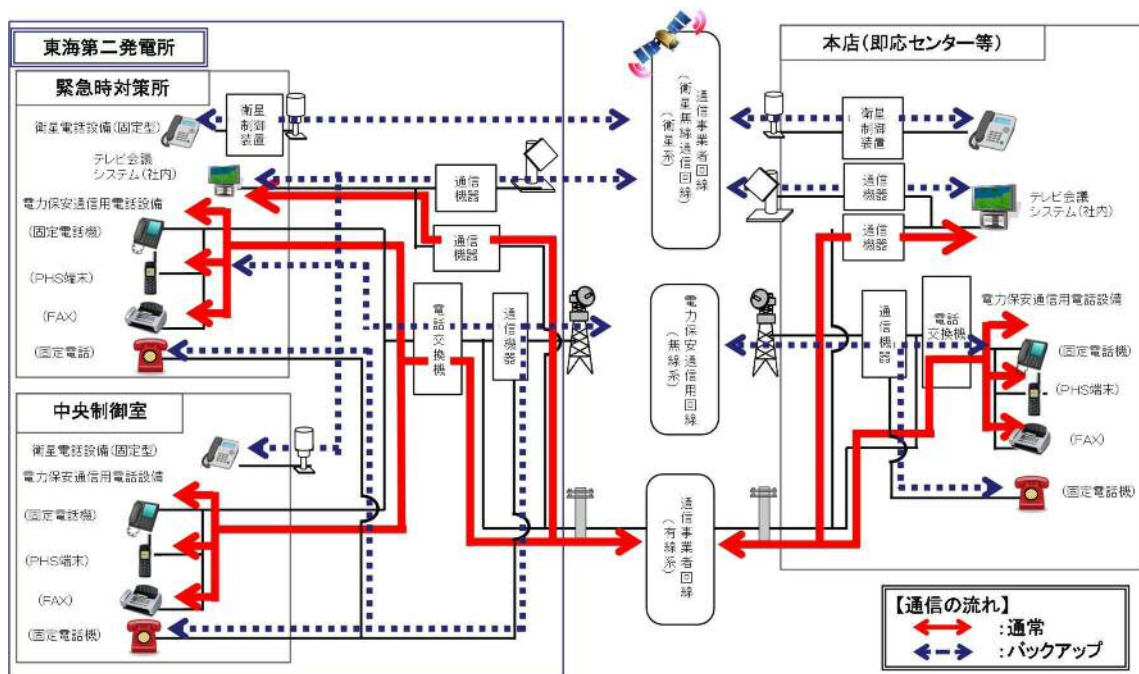 東海第二発電所
緊急時対策所
衛星電話設備(固定型)
衛星制御装置
テレビ会議
システム(社内)
通信機器
電力保安通信用電話設備
(固定電話機)
通信機器
(PHS端末)
(FAX)
(固定電話)
電話交換機
通信機器
中央制御室
衛星電話設備(固定型)
電力保安通信用電話設備
(固定電話機)
(PHS端末)
(FAX)
(固定電話機)
通信事業者回線
(衛星無線通信回線)
(衛星系)
電力保安通信用回線
(無線系)
通信事業者回線
(有線系)
本店(即応センター等)
衛星制御装置
通信機器
テレビ会議
システム(社内)
通信機器
通信機器
電話交換機
電力保安通信用電話設備
(固定電話機)
(PHS端末)
(FAX)
(固定電話機)
【通信の流れ】
:通常
:バックアップ